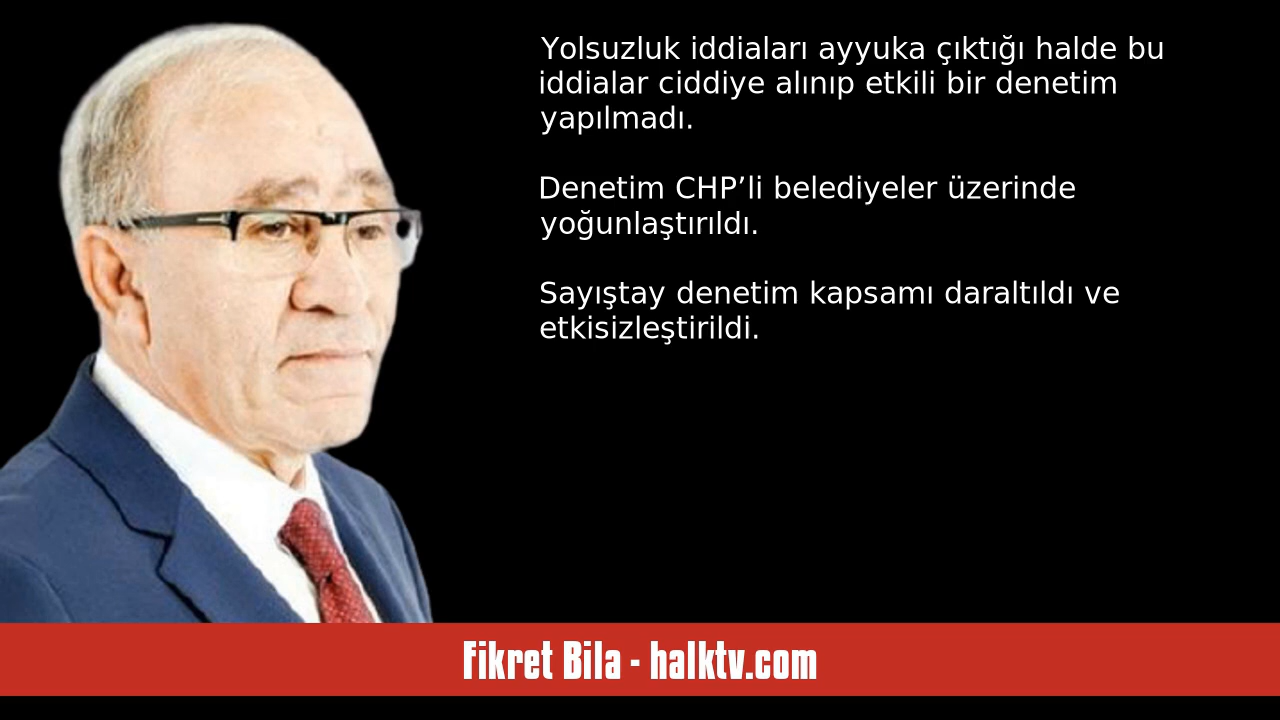 Yolsuzluk iddiaları ayyuka çıktığı halde bu
iddialar ciddiye alınıp etkili bir denetim
yapılmadı.
Denetim CHP’li belediyeler üzerinde
yoğunlaştırıldı.
Sayıştay denetim kapsamı daraltıldı ve
etkisizleştirildi.
Fikret Bila - halktv.com